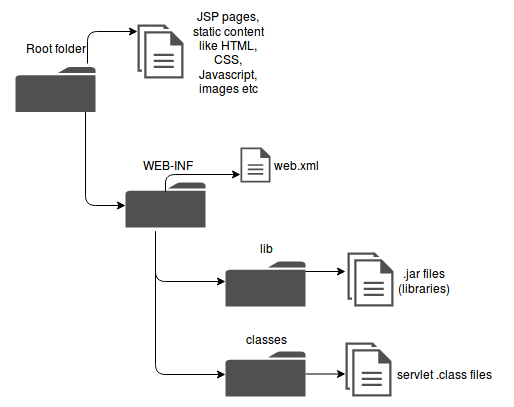 Root folder
JSP pages,
static content
like HTML,
CSS,
Javascript,
images etc
WEB-INF
web.xml
lib
.jar files
(libraries)
classes
servlet .class files